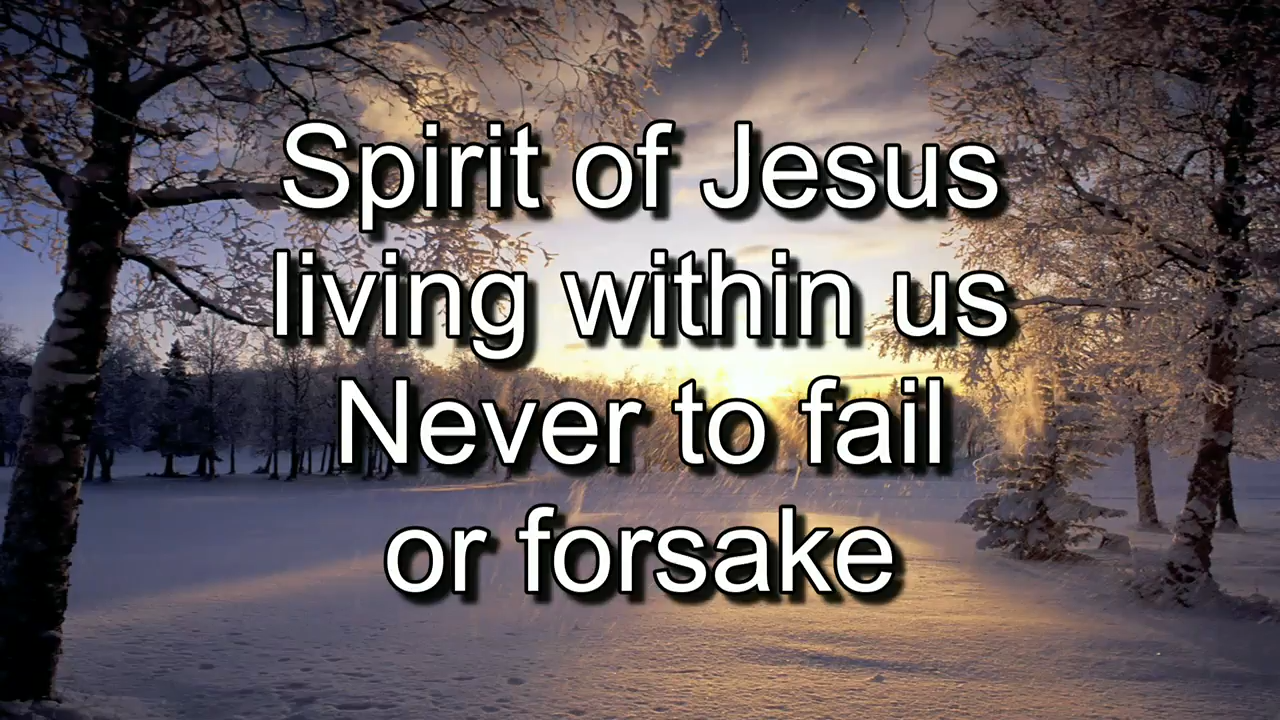 Spirit of Jesus
living within us
Never to fail
or forsake